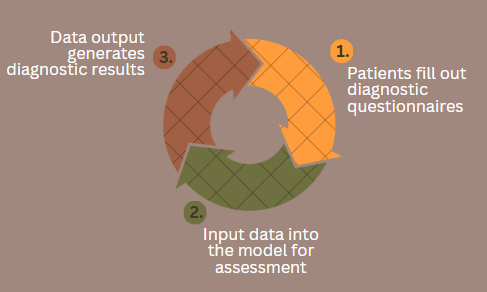 1.
Patients fill out
diagnostic
questionnaires
2.
Input data into
the model for
assessment
3.
Data output
generates
diagnostic results